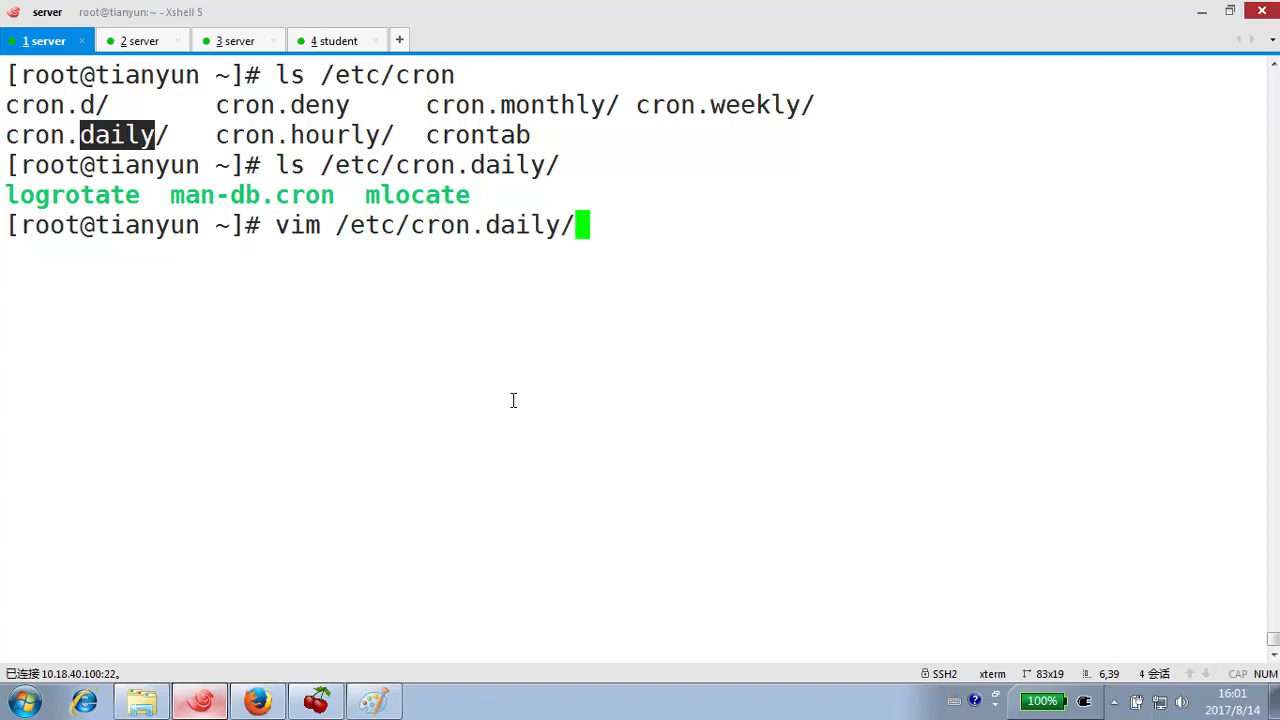 server root@tianyun:~ - Xshell 5
1 server × 2 server × 3 server × 4 student × +
[root@tianyun ~]# ls /etc/cron
cron.d/ cron.deny cron.monthly/ cron.weekly/
cron.daily/ cron.hourly/ crontab
[root@tianyun ~]# ls /etc/cron.daily/
logrotate man-db.cron mlocate
[root@tianyun ~]# vim /etc/cron.daily/
已连接 10.18.40.100:22。 SSH2 xterm 83x19 6,39 4 会话 CAP NUM
100% 16:01
2017/8/14